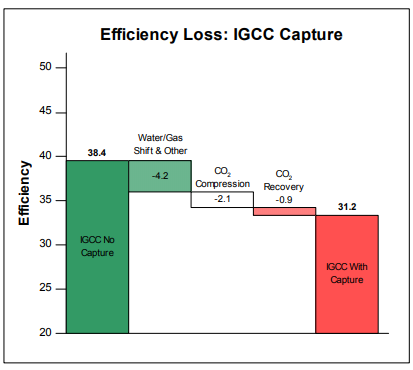 Efficiency Loss: IGCC Capture
50
45
40
35
30
25
20
Efficiency
38.4
IGCC No
Capture
Water/Gas
Shift & Other
-4.2
CO₂
Compression
-2.1
CO₂
Recovery
-0.9
31.2
IGCC With
Capture